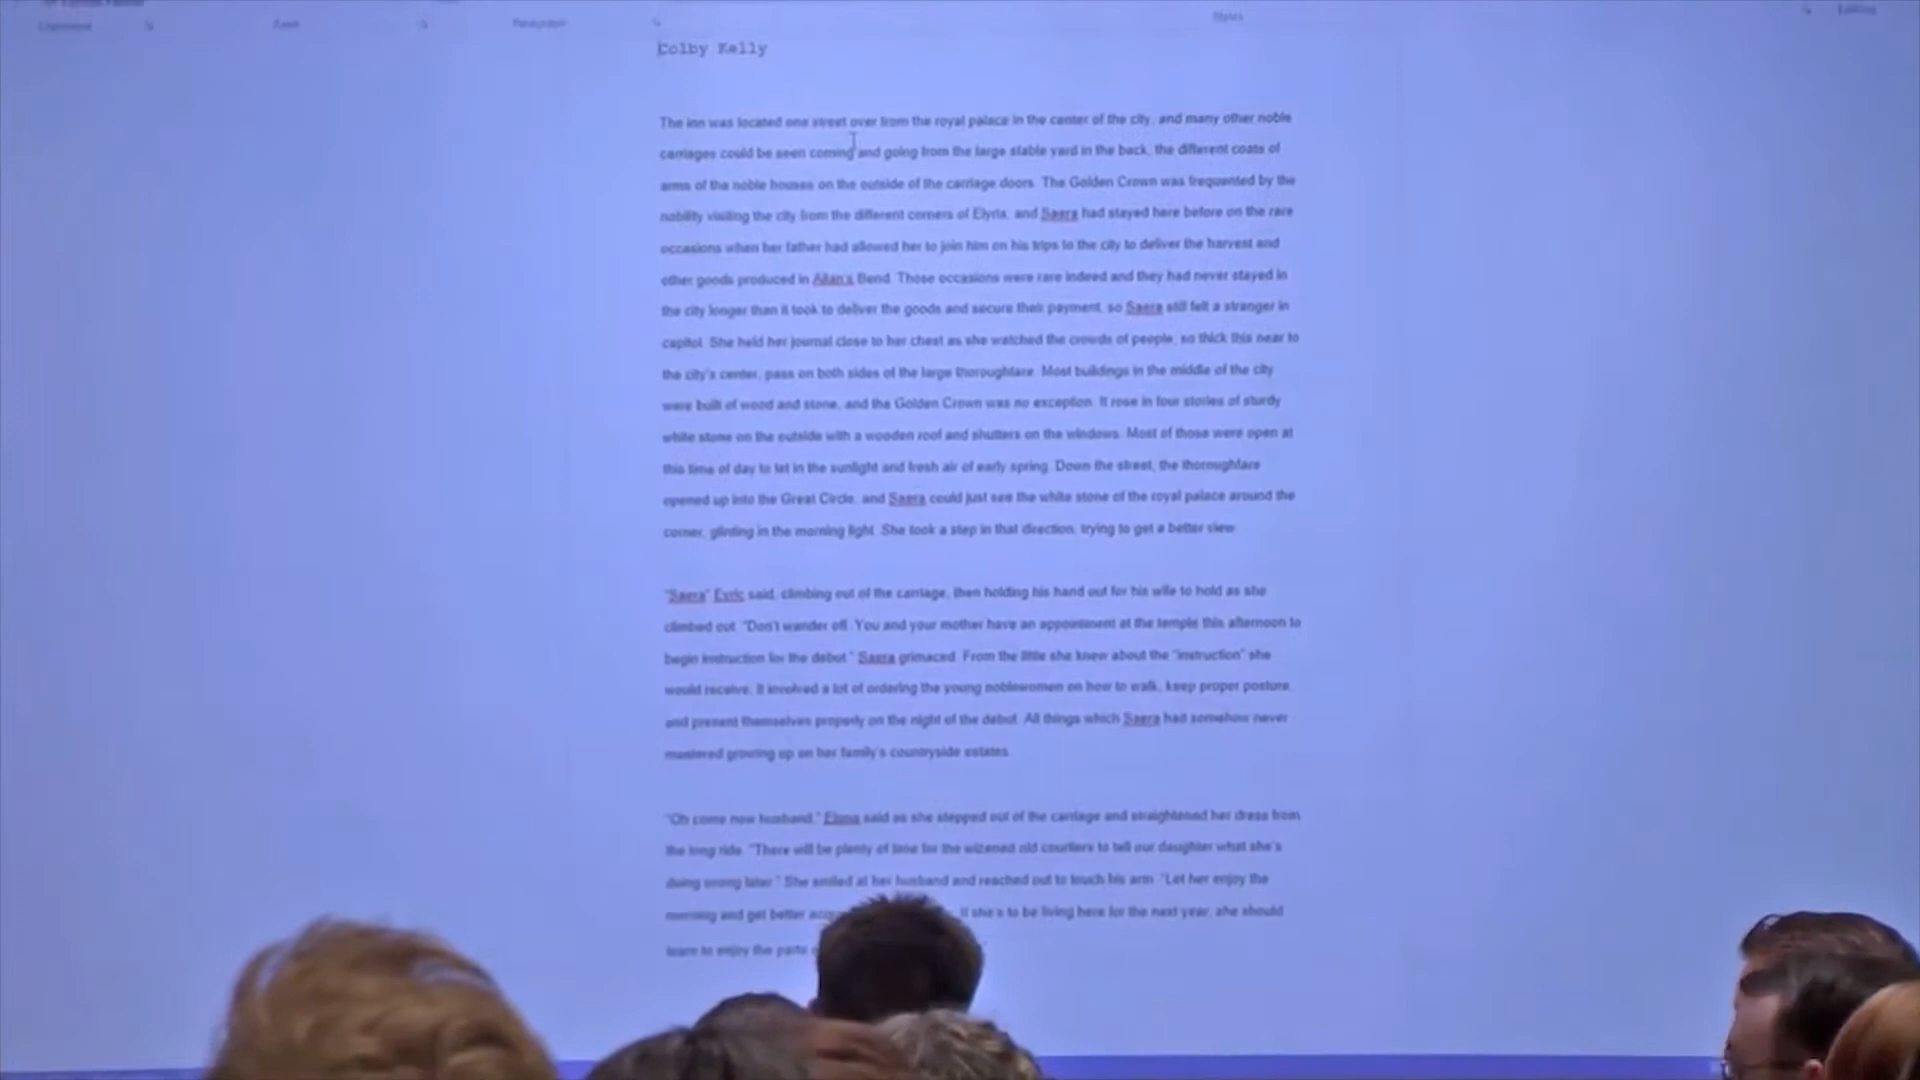 Paragraph
Styles
Editing
Colby Kelly
The inn was located one street over from the royal palace in the center of the city, and many other noble
carriages could be seen coming and going from the large stable yard in the back, the different coats of
arms of the noble houses on the outside of the carriage doors. The Golden Crown was frequented by the
nobility visiting the city from the different corners of Elyria, and Saera had stayed here before on the rare
occasions when her father had allowed her to join him on his trips to the city to deliver the harvest and
other goods produced in Allan's Bend. Those occasions were rare indeed and they had never stayed in
the city longer than it took to deliver the goods and secure their payment, so Saera still felt a stranger in
capitol. She held her journal close to her chest as she watched the crowds of people, so thick this near to
the city's center, pass on both sides of the large thoroughfare. Most buildings in the middle of the city
were built of wood and stone, and the Golden Crown was no exception. It rose in four stories of sturdy
white stone on the outside with a wooden roof and shutters on the windows. Most of those were open at
this time of day to let in the sunlight and fresh air of early spring. Down the street, the thoroughfare
opened up into the Great Circle, and Saera could just see the white stone of the royal palace around the
corner, glinting in the morning light. She took a step in that direction, trying to get a better view.
"Saera" Eyric said, climbing out of the carriage, then holding his hand out for his wife to hold as she
climbed out. "Don't wander off. You and your mother have an appointment at the temple this afternoon to
begin instruction for the debut." Saera grimaced. From the little she knew about the "instruction" she
would receive, it involved a lot of ordering the young noblewomen on how to walk, keep proper posture,
and present themselves properly on the night of the debut. All things which Saera had somehow never
mastered growing up on her family's countryside estates.
"Oh come now husband," Elona said as she stepped out of the carriage and straightened her dress from
the long ride. "There will be plenty of time for the wizened old courtiers to tell our daughter what she's
doing wrong later." She smiled at her husband and reached out to touch his arm. "Let her enjoy the
morning and get better If she's to be living here for the next year, she should
learn to enjoy the parts